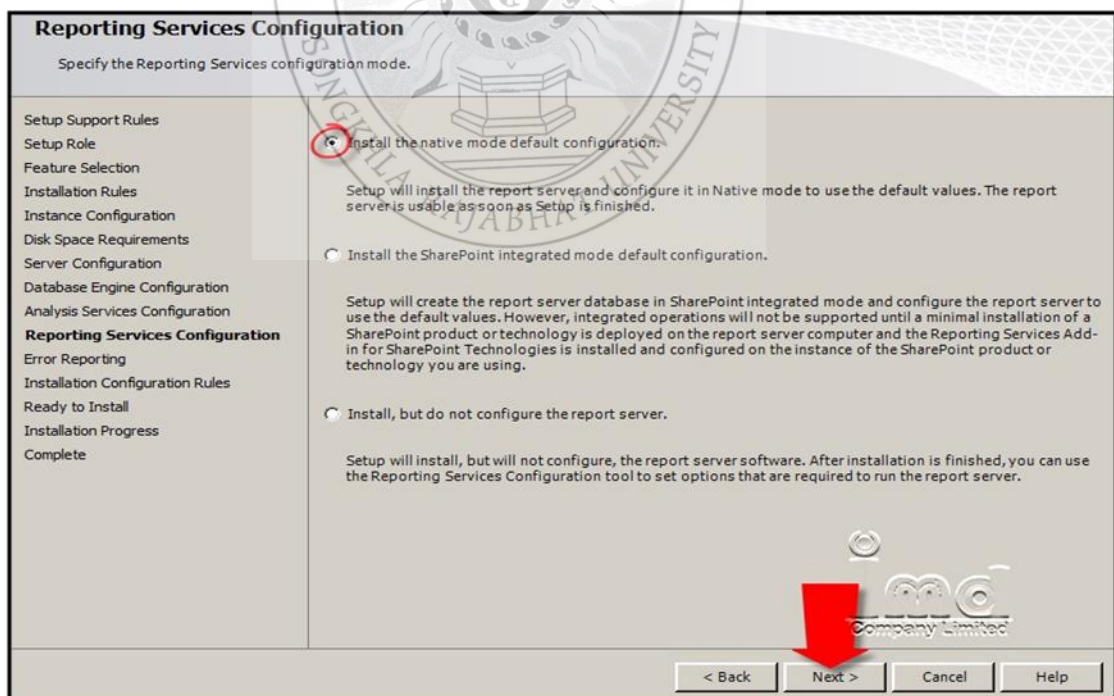 Reporting Services Configuration
Specify the Reporting Services configuration mode.
Setup Support Rules
Setup Role
Feature Selection
Installation Rules
Instance Configuration
Disk Space Requirements
Server Configuration
Database Engine Configuration
Analysis Services Configuration
Reporting Services Configuration
Error Reporting
Installation Configuration Rules
Ready to Install
Installation Progress
Complete
Install the native mode default configuration.
Setup will install the report server and configure it in Native mode to use the default values. The report
server is usable as soon as Setup is finished.
Install the SharePoint integrated mode default configuration.
Setup will create the report server database in SharePoint integrated mode and configure the report server to
use the default values. However, integrated operations will not be supported until a minimal installation of a
SharePoint product or technology is deployed on the report server computer and the Reporting Services Add-
in for SharePoint Technologies is installed and configured on the instance of the SharePoint product or
technology you are using.
Install, but do not configure the report server.
Setup will install, but will not configure, the report server software. After installation is finished, you can use
the Reporting Services Configuration tool to set options that are required to run the report server.
SONGKHLA RAJABHAT UNIVERSITY
Company Limited
< Back
Next >
Cancel
Help